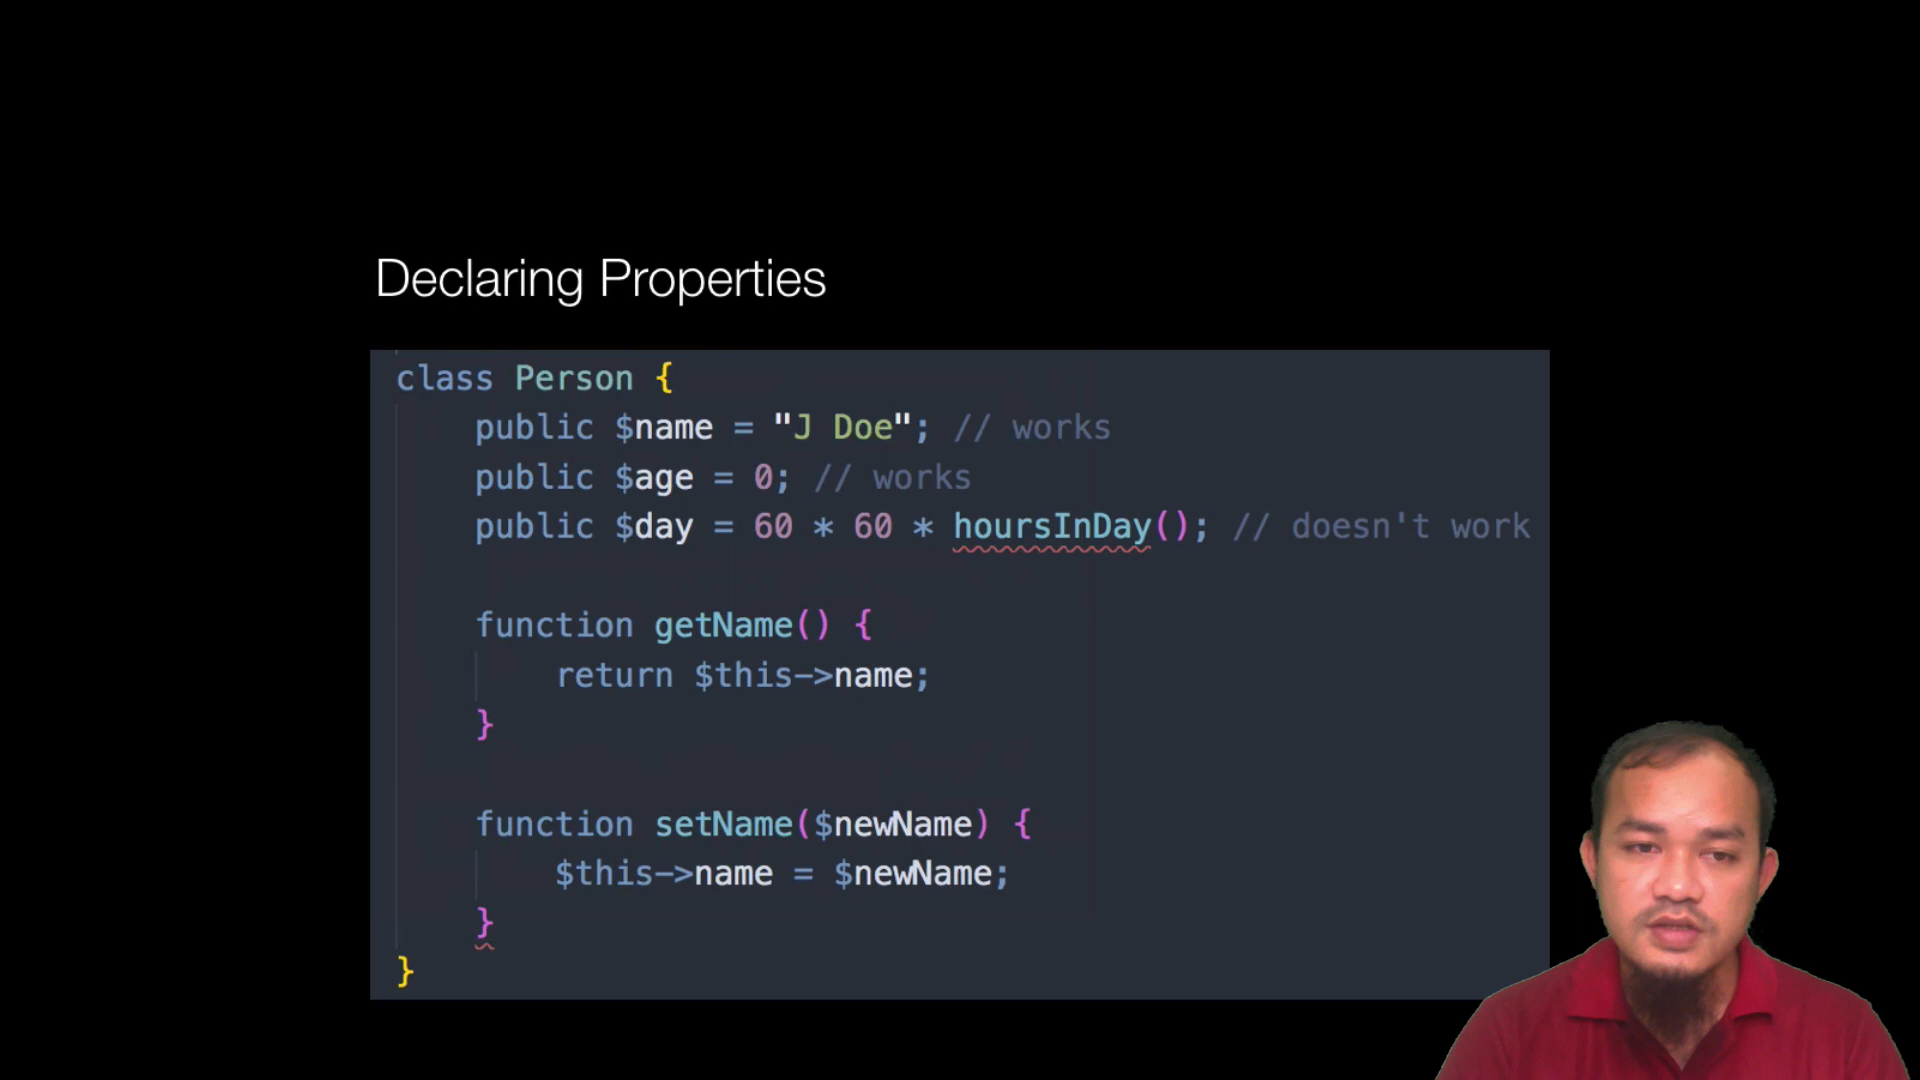 Declaring Properties
class Person {
public $name = "J Doe"; // works
public $age = 0; // works
public $day = 60 * 60 * hoursInDay(); // doesn't work
function getName() {
return $this->name;
}
function setName($newName) {
$this->name = $newName;
}
}